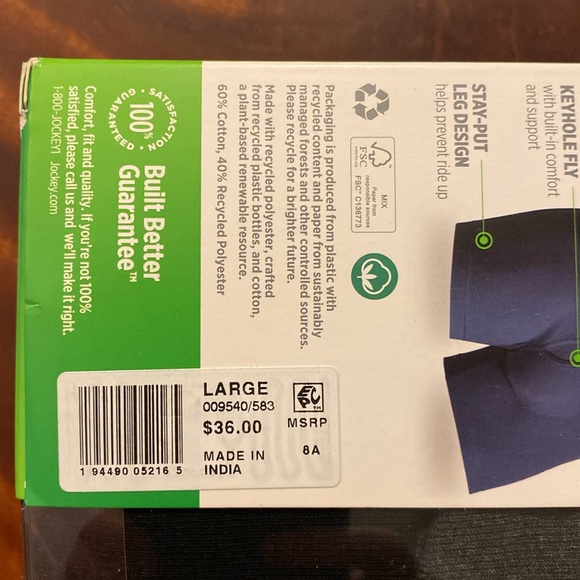 KEYHOLE FLY
with built-in comfort
and support
STAY-PUT
LEG DESIGN
helps prevent ride up
FSC
MIX
Paper from
responsible sources
FSC™ C136773
Packaging is produced from plastic with
recycled content and paper from sustainably
managed forests and other controlled sources.
Please recycle for a brighter future.
Made with recycled polyester, crafted
from recycled plastic bottles, and cotton,
a plant-based renewable resource.
60% Cotton, 40% Recycled Polyester
SATISFACTION
100%
GUARANTEED
Built Better
Guarantee™
Comfort, fit and quality. If you're not 100%
satisfied, please call us and we'll make it right.
1-800-JOCKEY1 Jockey.com
LARGE
009540/583
$36.00
MSRP
MADE IN
INDIA
8A
1 94490 05216 5